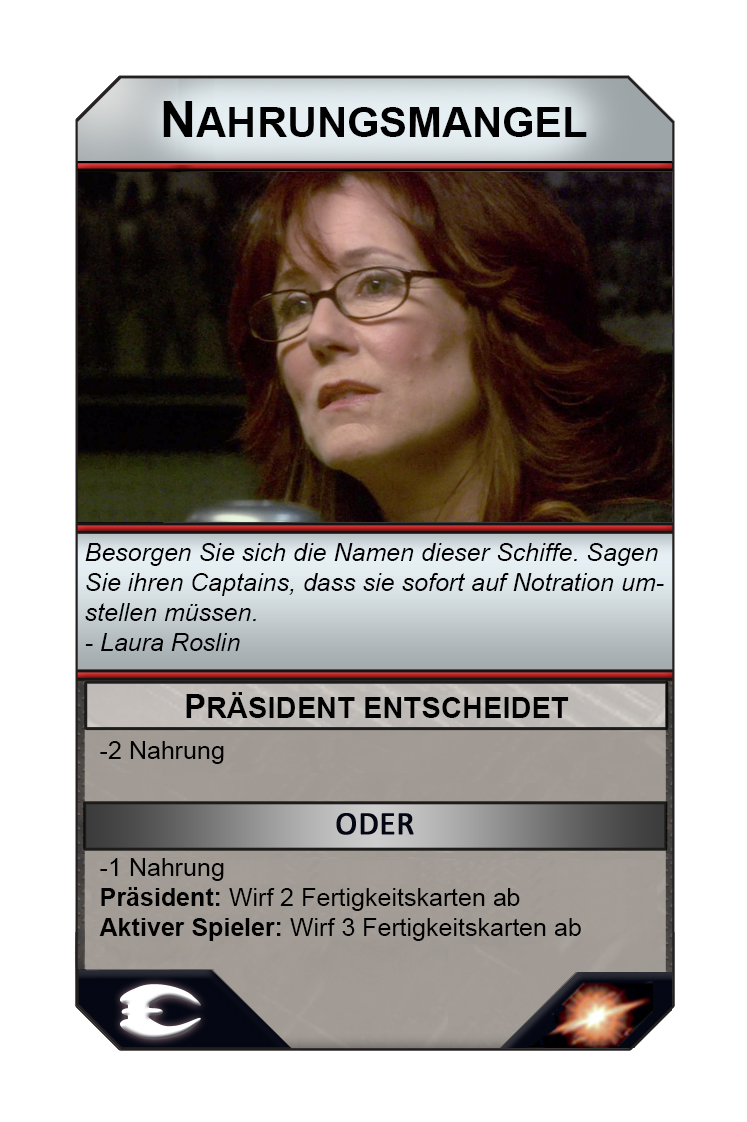 NAHRUNGSMANGEL
Besorgen Sie sich die Namen dieser Schiffe. Sagen
Sie ihren Captains, dass sie sofort auf Notration um-
stellen müssen.
- Laura Roslin
PRÄSIDENT ENTSCHEIDET
-2 Nahrung
ODER
-1 Nahrung
Präsident: Wirf 2 Fertigkeitskarten ab
Aktiver Spieler: Wirf 3 Fertigkeitskarten ab